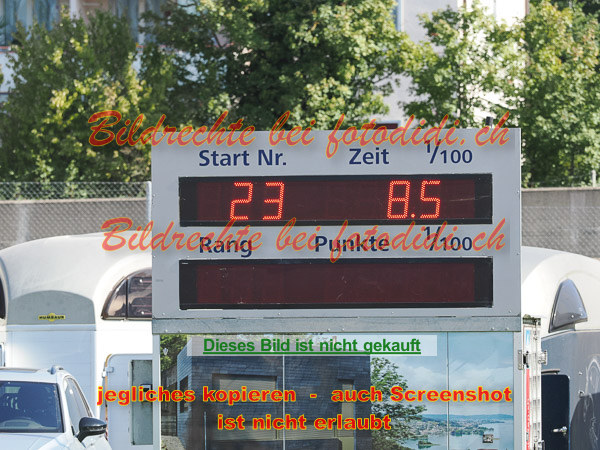 Bildrechte bei fotodidi.ch
Start Nr. Zeit 1/100
23 8.5
Bildrechte bei fotodidi.ch
Rang Punkte 1/100
HUMBAUR
Dieses Bild ist nicht gekauft
jegliches kopieren - auch Screenshot
ist nicht erlaubt